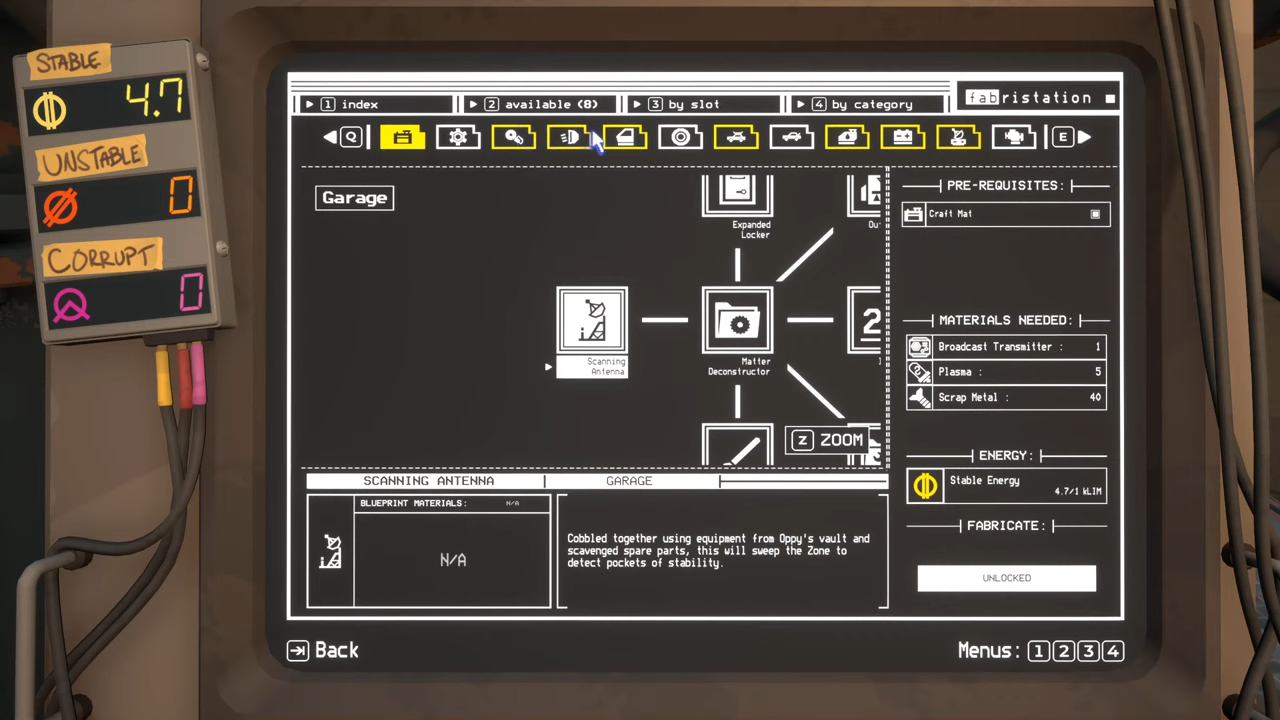 STABLE
4.7
UNSTABLE
0
CORRUPT
0
1 index
2 available (8)
3 by slot
4 by category
fabristation
Q
E
Garage
Expanded
Locker
Ou
Scanning
Antenna
Matter
Deconstructor
2
Z ZOOM
PRE-REQUISITES:
Craft Mat
MATERIALS NEEDED:
Broadcast Transmitter : 1
Plasma : 5
Scrap Metal : 40
ENERGY:
Stable Energy
4.7/1 kLIM
FABRICATE:
UNLOCKED
SCANNING ANTENNA
GARAGE
BLUEPRINT MATERIALS: N/A
N/A
Cobbled together using equipment from Oppy's vault and
scavenged spare parts, this will sweep the Zone to
detect pockets of stability.
Back
Menus: 1 2 3 4